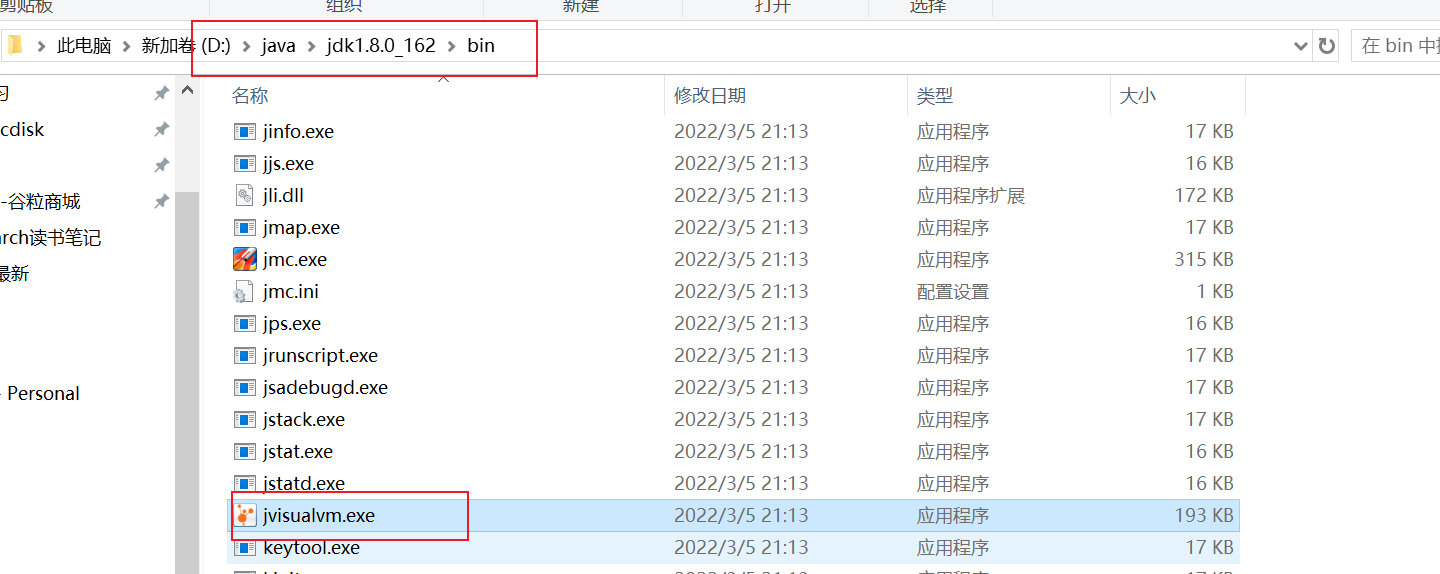 剪贴板 组织 新建 打开 选择
此电脑 新加卷 (D:) java jdk1.8.0_162 bin 在 bin 中
名称 修改日期 类型 大小
cdisk
-谷粒商城
arch读书笔记
最新
Personal
jinfo.exe 2022/3/5 21:13 应用程序 17 KB
jjs.exe 2022/3/5 21:13 应用程序 16 KB
jli.dll 2022/3/5 21:13 应用程序扩展 172 KB
jmap.exe 2022/3/5 21:13 应用程序 17 KB
jmc.exe 2022/3/5 21:13 应用程序 315 KB
jmc.ini 2022/3/5 21:13 配置设置 1 KB
jps.exe 2022/3/5 21:13 应用程序 16 KB
jrunscript.exe 2022/3/5 21:13 应用程序 17 KB
jsadebugd.exe 2022/3/5 21:13 应用程序 17 KB
jstack.exe 2022/3/5 21:13 应用程序 17 KB
jstat.exe 2022/3/5 21:13 应用程序 16 KB
jstatd.exe 2022/3/5 21:13 应用程序 16 KB
jvisualvm.exe 2022/3/5 21:13 应用程序 193 KB
keytool.exe 2022/3/5 21:13 应用程序 17 KB